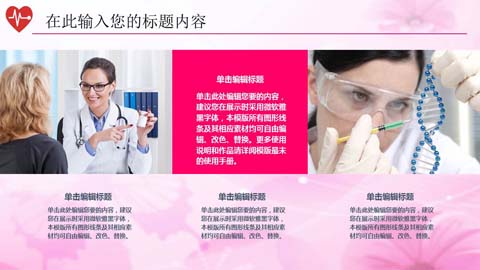 在此输入您的标题内容
单击编辑标题
单击此处编辑您要的内容，
建议您在展示时采用微软雅
黑字体，本模版所有图形线
条及其相应素材均可自由编
辑、改色、替换。更多使用
说明和作品请详阅模版最末
的使用手册。
单击编辑标题
单击此处编辑您要的内容，建议
您在展示时采用微软雅黑字体，
本模版所有图形线条及其相应素
材均可自由编辑、改色、替换。
单击编辑标题
单击此处编辑您要的内容，建议
您在展示时采用微软雅黑字体，
本模版所有图形线条及其相应素
材均可自由编辑、改色、替换。
单击编辑标题
单击此处编辑您要的内容，建议
您在展示时采用微软雅黑字体，
本模版所有图形线条及其相应素
材均可自由编辑、改色、替换。